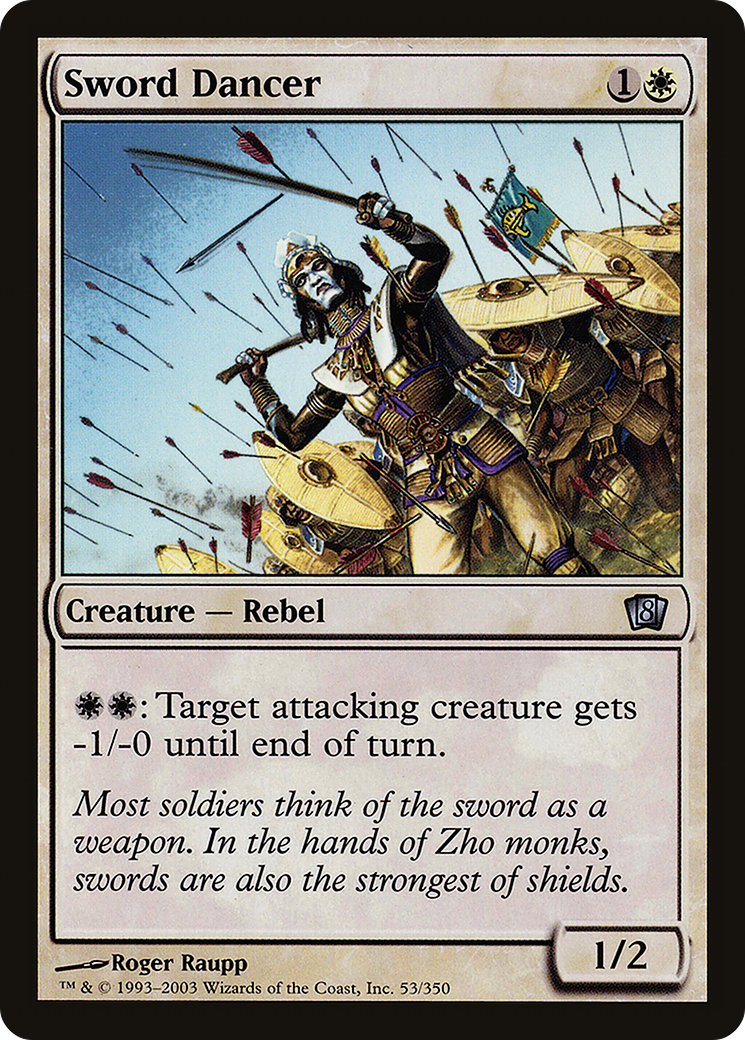 Sword Dancer 1
Creature — Rebel 8
: Target attacking creature gets
-1/-0 until end of turn.
Most soldiers think of the sword as a
weapon. In the hands of Zho monks,
swords are also the strongest of shields.
1/2
Roger Raupp
™ & © 1993–2003 Wizards of the Coast, Inc. 53/350